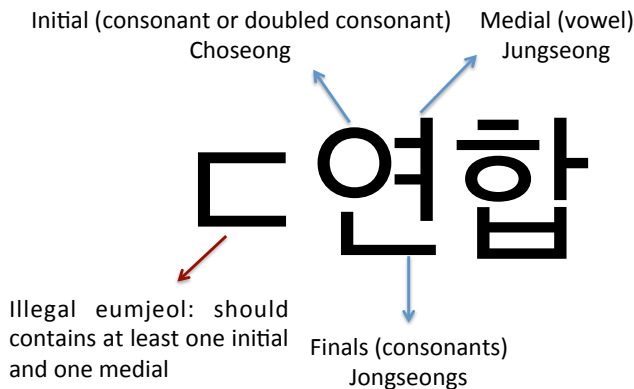 Initial (consonant or doubled consonant)
Choseong
Medial (vowel)
Jungseong
ㄷ연합
Illegal eumjeol: should
contains at least one initial
and one medial
Finals (consonants)
Jongseongs